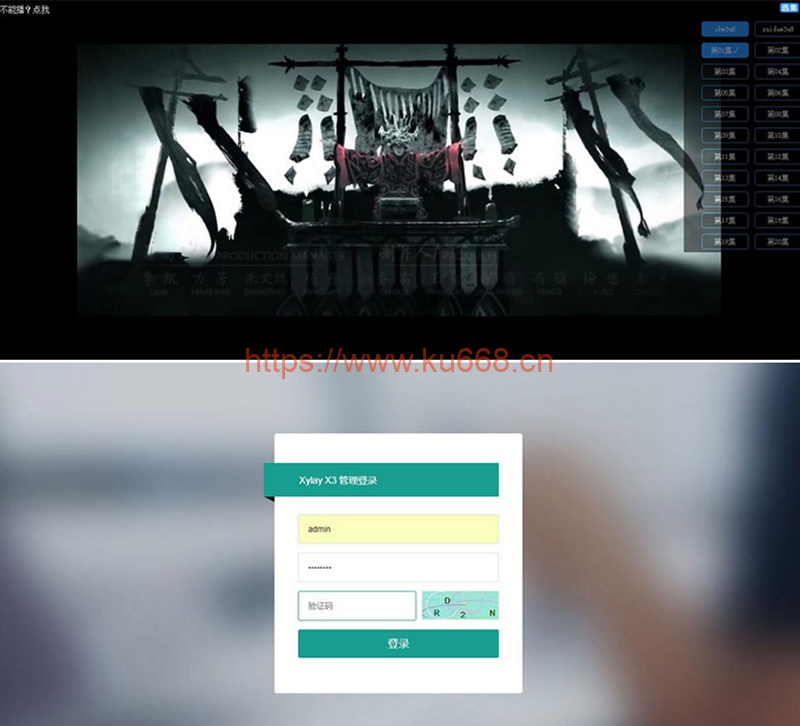 不能播？点我
选集
ckm3u8
zuidam3u8
第01集✓
第02集
第03集
第04集
第05集
第06集
第07集
第08集
第09集
第10集
第11集
第12集
第13集
第14集
第15集
第16集
第17集
第18集
第19集
第20集
PRODUCTION MANAGER
https://www.ku668.cn
Xylay X3 管理登录
admin
••••••••
验证码
D R 2 N
登录